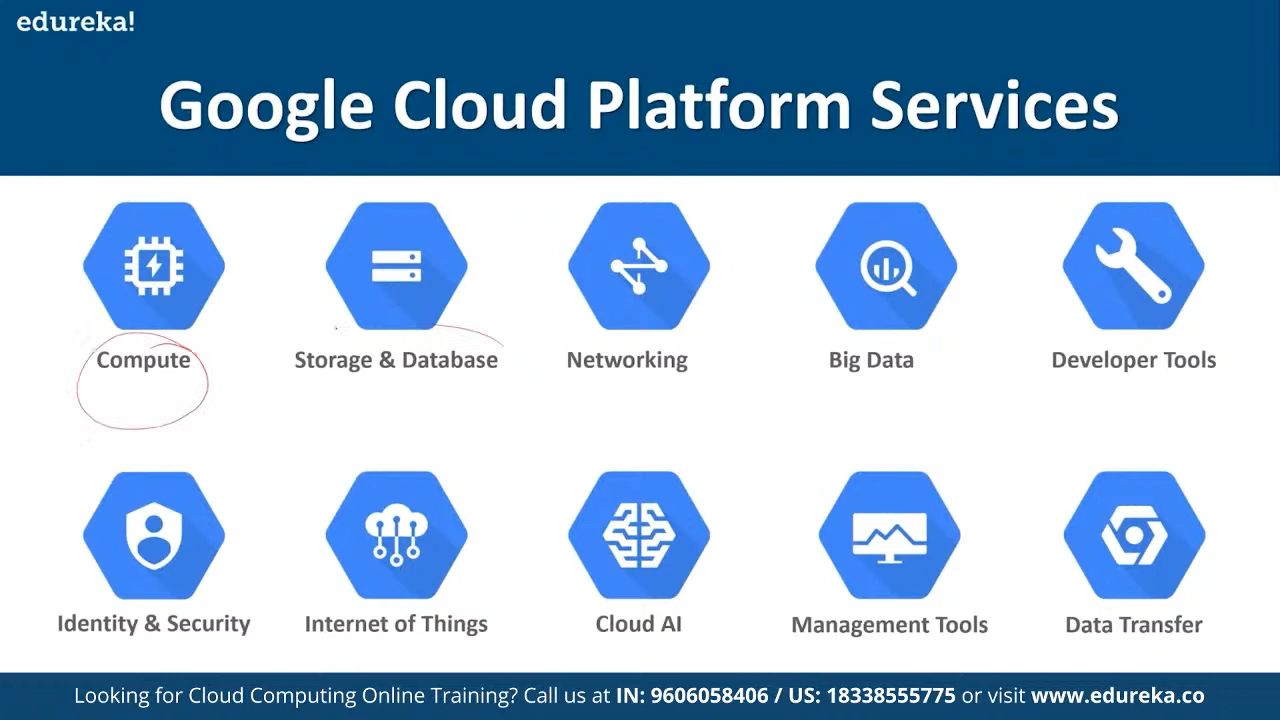 edureka!
Google Cloud Platform Services
Compute
Storage & Database
Networking
Big Data
Developer Tools
Identity & Security
Internet of Things
Cloud AI
Management Tools
Data Transfer
Looking for Cloud Computing Online Training? Call us at IN: 9606058406 / US: 18338555775 or visit www.edureka.co